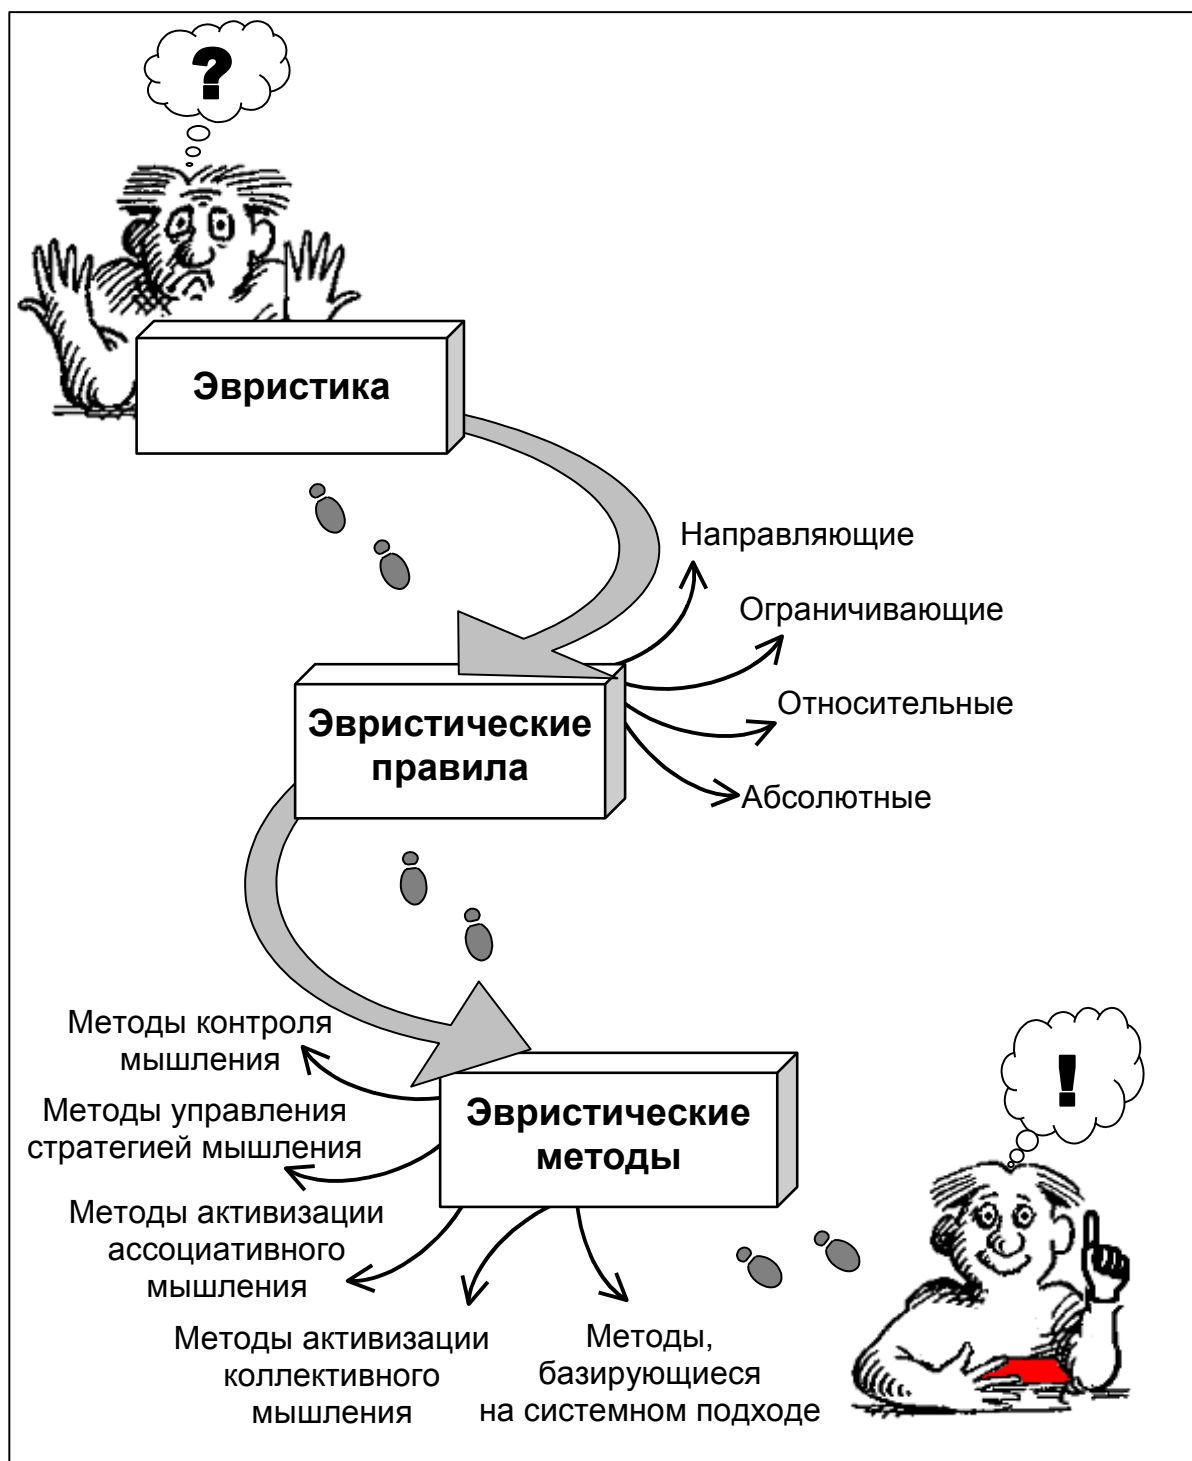 ?
Эвристика
Направляющие
Ограничивающие
Относительные
Абсолютные
Эвристические
правила
Методы контроля
мышления
Методы управления
стратегией мышления
Методы активизации
ассоциативного
мышления
Методы активизации
коллективного
мышления
Методы,
базирующиеся
на системном подходе
Эвристические
методы
!